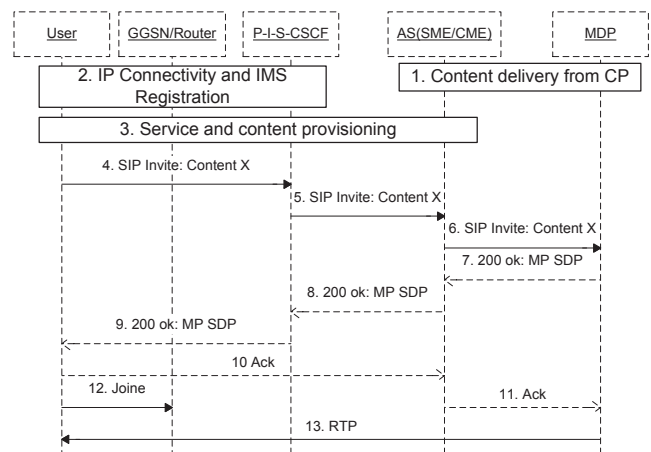 User GGSN/Router P-I-S-CSCF AS(SME/CME) MDP
2. IP Connectivity and IMS
Registration
1. Content delivery from CP
3. Service and content provisioning
4. SIP Invite: Content X
5. SIP Invite: Content X
6. SIP Invite: Content X
7. 200 ok: MP SDP
8. 200 ok: MP SDP
9. 200 ok: MP SDP
10 Ack
12. Joine
11. Ack
13. RTP